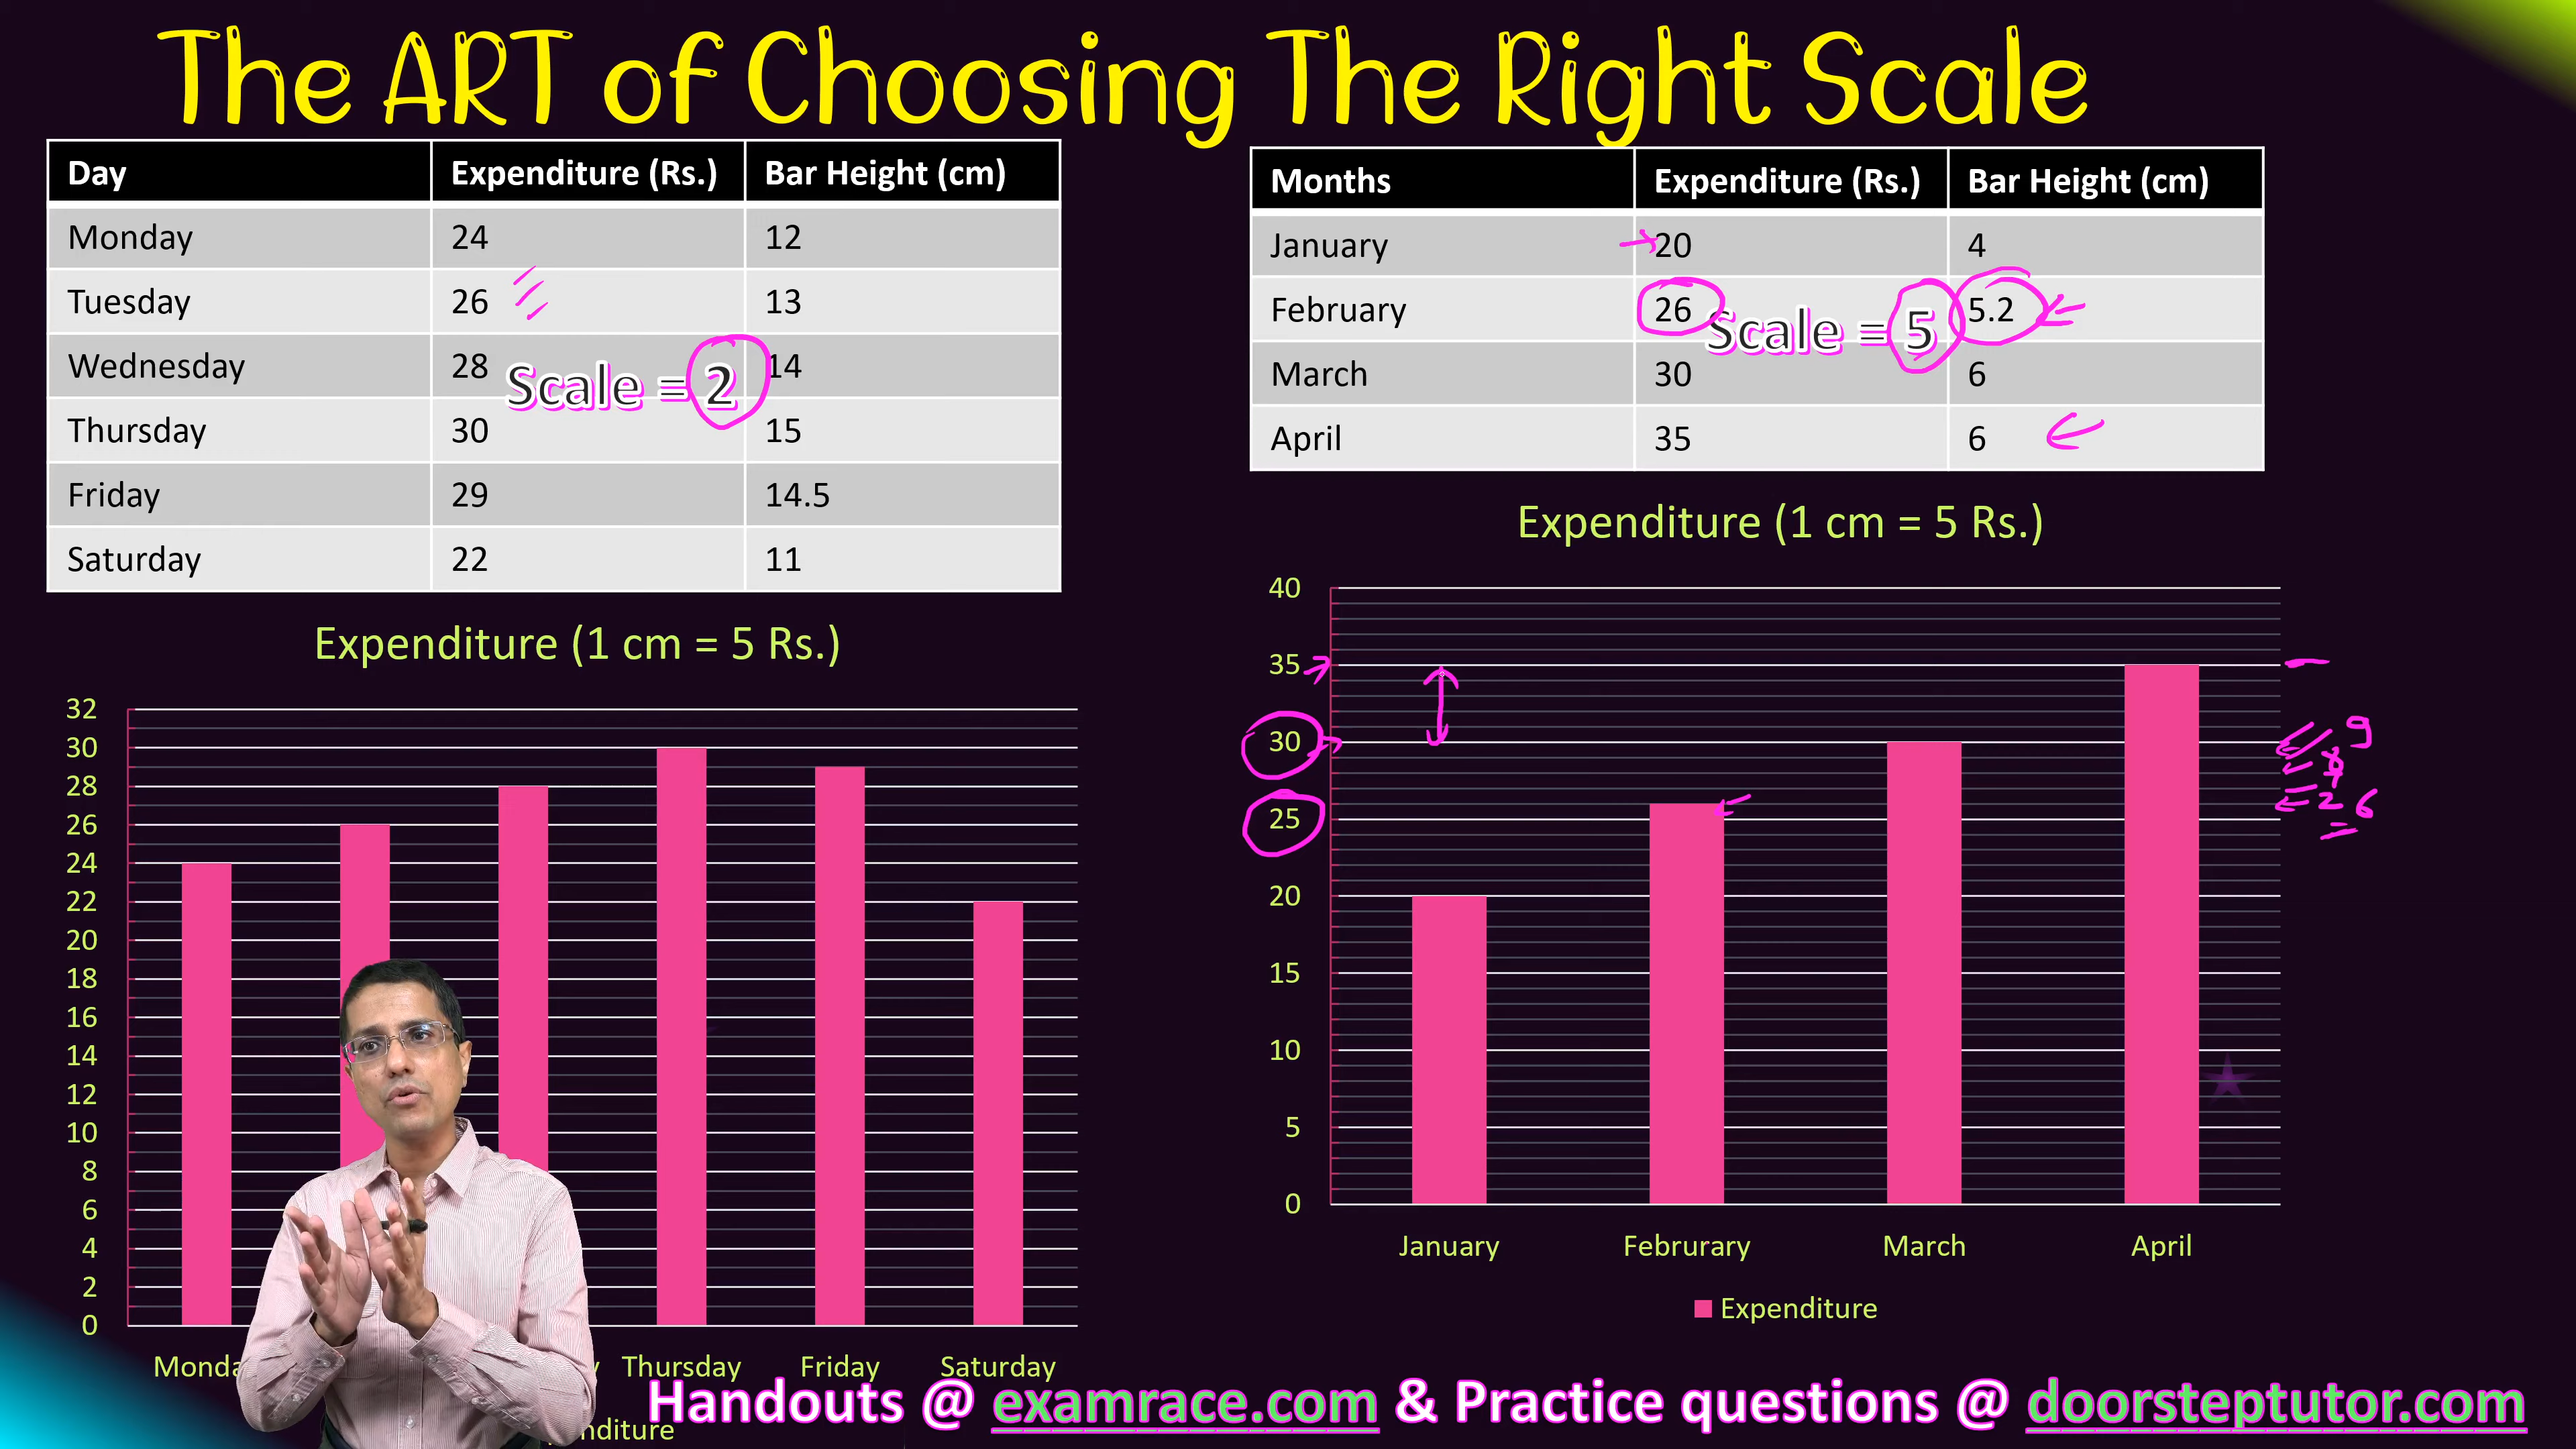 The ART of Choosing The Right Scale
Day Expenditure (Rs.) Bar Height (cm)
Monday 24 12
Tuesday 26 13
Wednesday 28 14
Thursday 30 15
Friday 29 14.5
Saturday 22 11
Scale = 2
Expenditure (1 cm = 5 Rs.)
32
30
28
26
24
22
20
18
16
14
12
10
8
6
4
2
0
Thursday Friday Saturday
Months Expenditure (Rs.) Bar Height (cm)
January 20 4
February 26 5.2
March 30 6
April 35 6
Scale = 5
Expenditure (1 cm = 5 Rs.)
40
35
30
25
20
15
10
5
0
9
26
January Februrary March April
Expenditure
Handouts @ examrace.com & Practice questions @ doorsteptutor.com